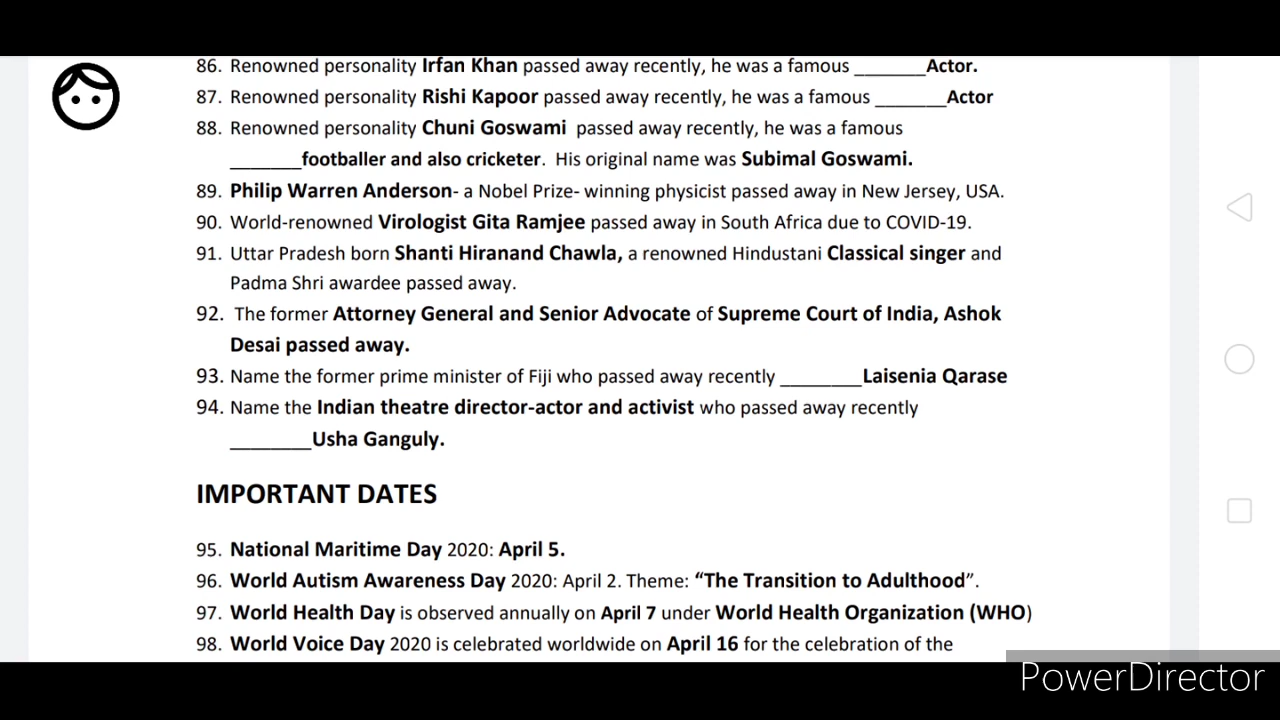 86. Renowned personality Irfan Khan passed away recently, he was a famous _______Actor.
87. Renowned personality Rishi Kapoor passed away recently, he was a famous _______Actor
88. Renowned personality Chuni Goswami passed away recently, he was a famous
_______footballer and also cricketer. His original name was Subimal Goswami.
89. Philip Warren Anderson- a Nobel Prize- winning physicist passed away in New Jersey, USA.
90. World-renowned Virologist Gita Ramjee passed away in South Africa due to COVID-19.
91. Uttar Pradesh born Shanti Hiranand Chawla, a renowned Hindustani Classical singer and
Padma Shri awardee passed away.
92. The former Attorney General and Senior Advocate of Supreme Court of India, Ashok
Desai passed away.
93. Name the former prime minister of Fiji who passed away recently ________Laisenia Qarase
94. Name the Indian theatre director-actor and activist who passed away recently
________Usha Ganguly.
IMPORTANT DATES
95. National Maritime Day 2020: April 5.
96. World Autism Awareness Day 2020: April 2. Theme: “The Transition to Adulthood”.
97. World Health Day is observed annually on April 7 under World Health Organization (WHO)
98. World Voice Day 2020 is celebrated worldwide on April 16 for the celebration of the
PowerDirector